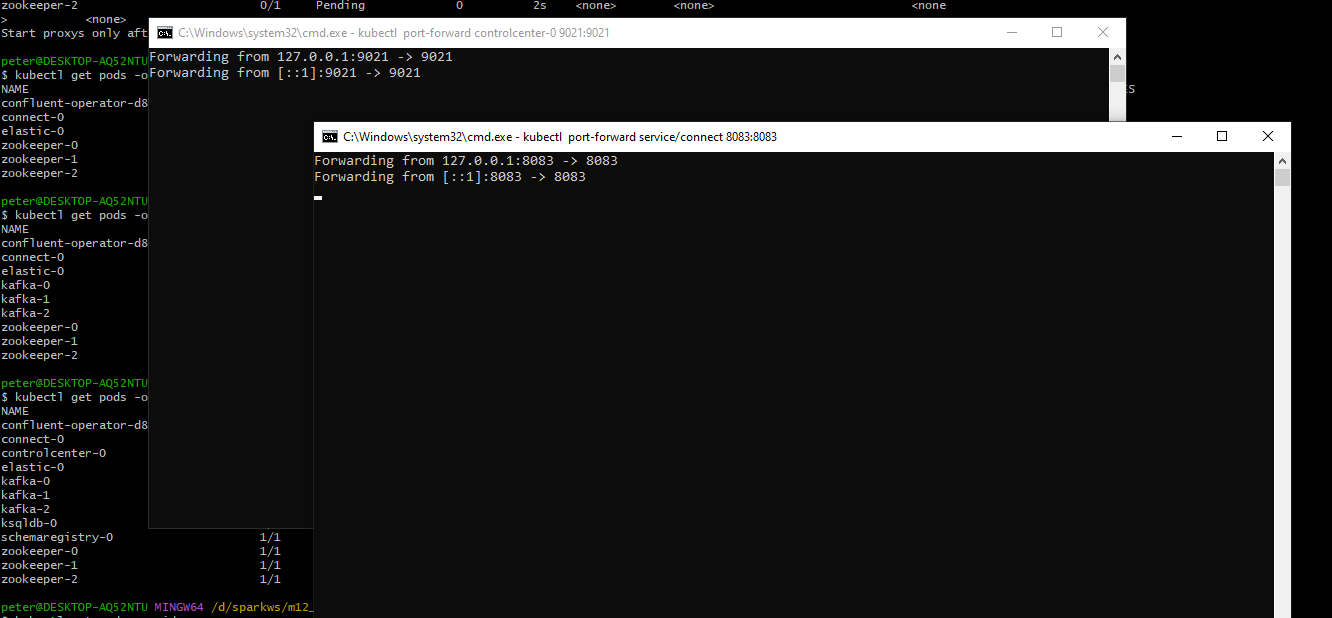 zookeeper-2 0/1 Pending 0 2s <none> <none> <none
> <none>
Start proxys only aft
C:\Windows\system32\cmd.exe - kubectl port-forward controlcenter-0 9021:9021
Forwarding from 127.0.0.1:9021 -> 9021
Forwarding from [::1]:9021 -> 9021
peter@DESKTOP-AQ52NTU
$ kubectl get pods -o
NAME
confluent-operator-d8
connect-0
elastic-0
zookeeper-0
zookeeper-1
zookeeper-2
C:\Windows\system32\cmd.exe - kubectl port-forward service/connect 8083:8083
Forwarding from 127.0.0.1:8083 -> 8083
Forwarding from [::1]:8083 -> 8083
peter@DESKTOP-AQ52NTU
$ kubectl get pods -o
NAME
confluent-operator-d8
connect-0
elastic-0
kafka-0
kafka-1
kafka-2
zookeeper-0
zookeeper-1
zookeeper-2
peter@DESKTOP-AQ52NTU
$ kubectl get pods -o
NAME
confluent-operator-d8
connect-0
controlcenter-0
elastic-0
kafka-0
kafka-1
kafka-2
ksqldb-0
schemaregistry-0 1/1
zookeeper-0 1/1
zookeeper-1 1/1
zookeeper-2 1/1
peter@DESKTOP-AQ52NTU MINGW64 /d/sparkws/m12_